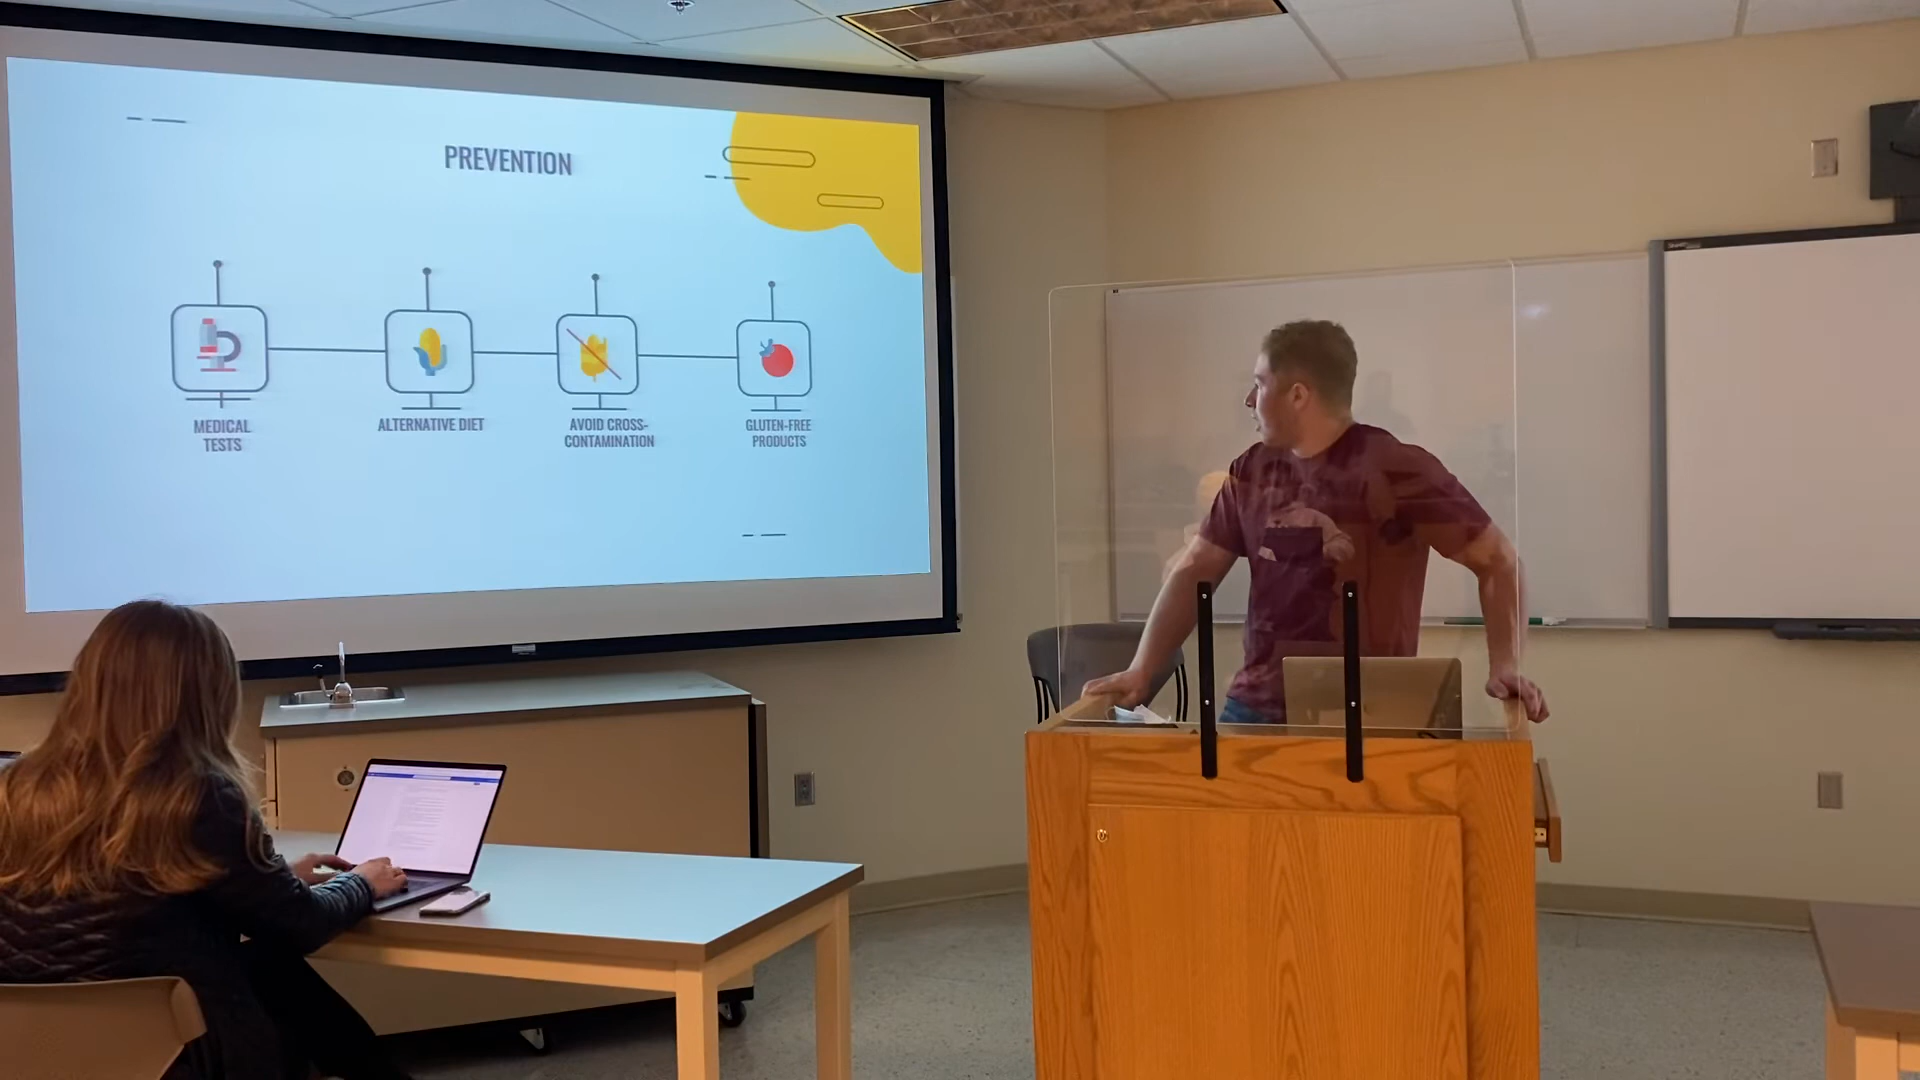 PREVENTION
MEDICAL
TESTS
ALTERNATIVE DIET
AVOID CROSS-
CONTAMINATION
GLUTEN-FREE
PRODUCTS